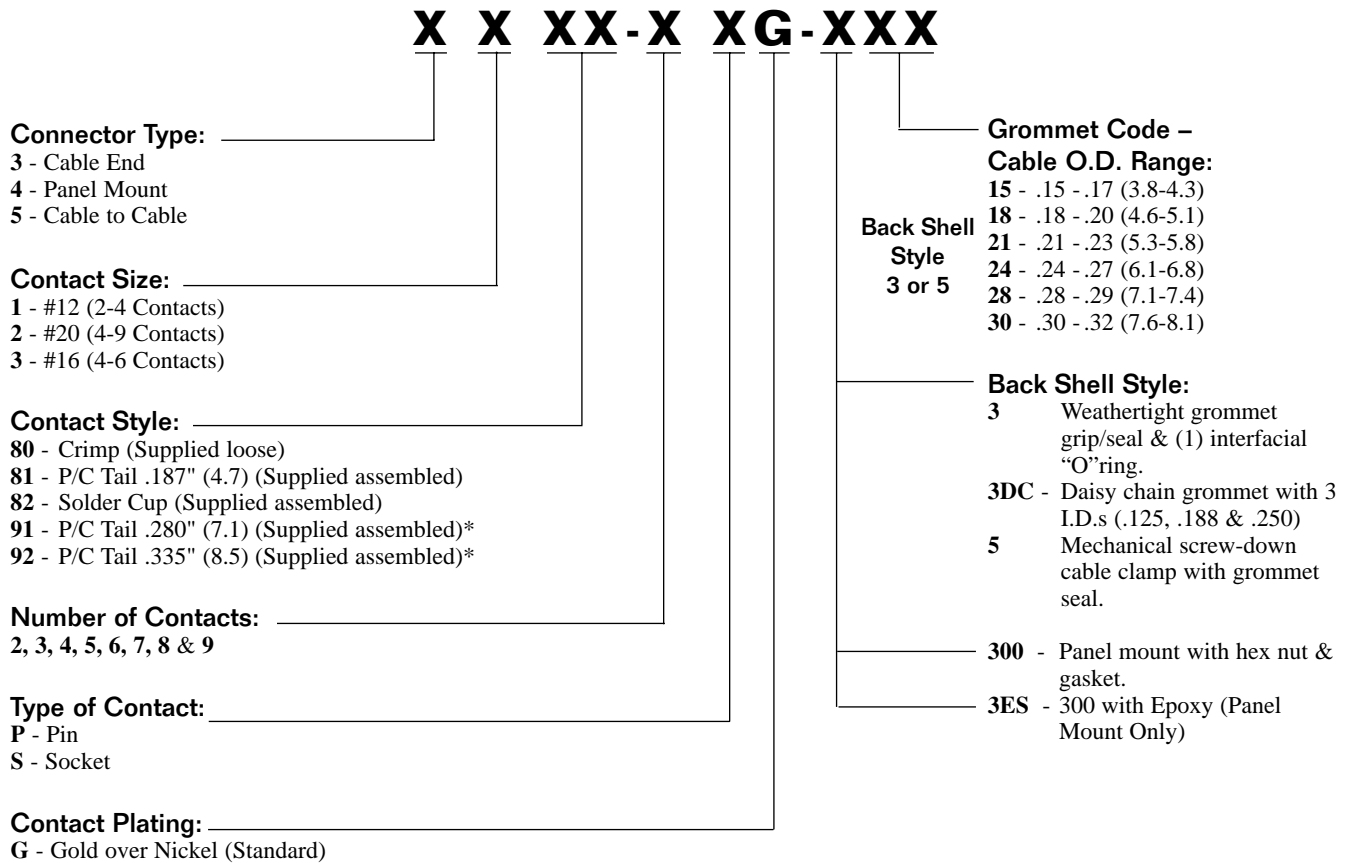 X X XX-X XG-XXX
Connector Type:
3 - Cable End
4 - Panel Mount
5 - Cable to Cable
Contact Size:
1 - #12 (2-4 Contacts)
2 - #20 (4-9 Contacts)
3 - #16 (4-6 Contacts)
Contact Style:
80 - Crimp (Supplied loose)
81 - P/C Tail .187" (4.7) (Supplied assembled)
82 - Solder Cup (Supplied assembled)
91 - P/C Tail .280" (7.1) (Supplied assembled)*
92 - P/C Tail .335" (8.5) (Supplied assembled)*
Number of Contacts:
2, 3, 4, 5, 6, 7, 8 & 9
Type of Contact:
P - Pin
S - Socket
Contact Plating:
G - Gold over Nickel (Standard)
Grommet Code –
Cable O.D. Range:
Back Shell
Style
3 or 5
15 - .15 -.17 (3.8-4.3)
18 - .18 -.20 (4.6-5.1)
21 - .21 -.23 (5.3-5.8)
24 - .24 -.27 (6.1-6.8)
28 - .28 -.29 (7.1-7.4)
30 - .30 -.32 (7.6-8.1)
Back Shell Style:
3 Weathertight grommet
grip/seal & (1) interfacial
“O”ring.
3DC - Daisy chain grommet with 3
I.D.s (.125, .188 & .250)
5 Mechanical screw-down
cable clamp with grommet
seal.
300 - Panel mount with hex nut &
gasket.
3ES - 300 with Epoxy (Panel
Mount Only)